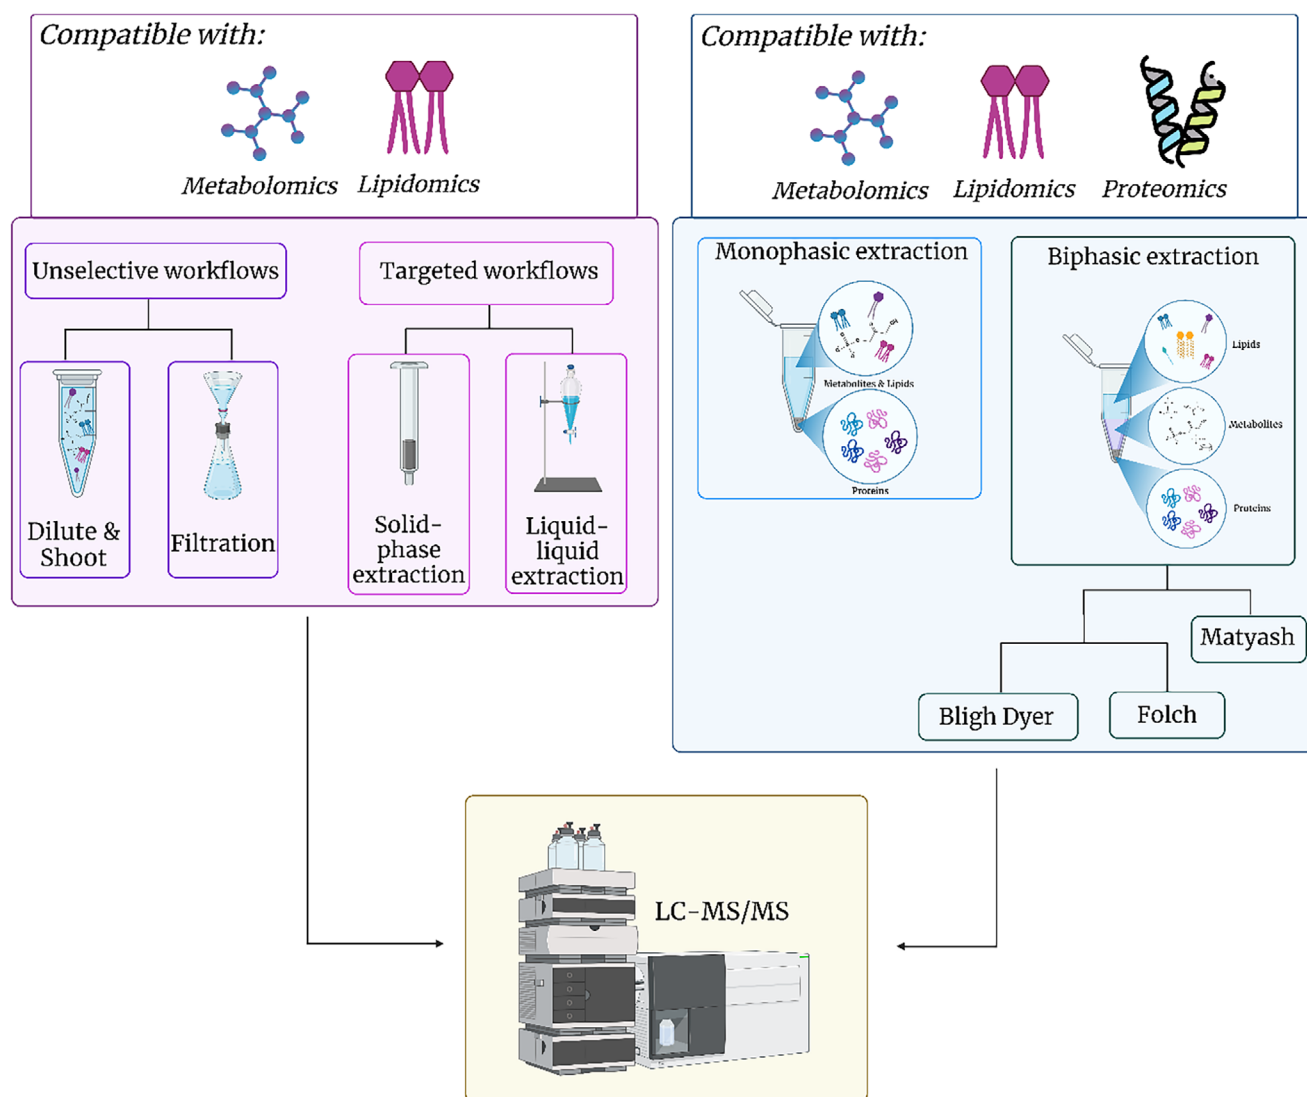 Compatible with:
Metabolomics
Lipidomics
Unselective workflows
Targeted workflows
Dilute &
Shoot
Filtration
Solid-
phase
extraction
Liquid-
liquid
extraction
Compatible with:
Metabolomics
Lipidomics
Proteomics
Monophasic extraction
Metabolites & Lipids
Proteins
Biphasic extraction
Lipids
Metabolites
Proteins
Matyash
Bligh Dyer
Folch
LC-MS/MS